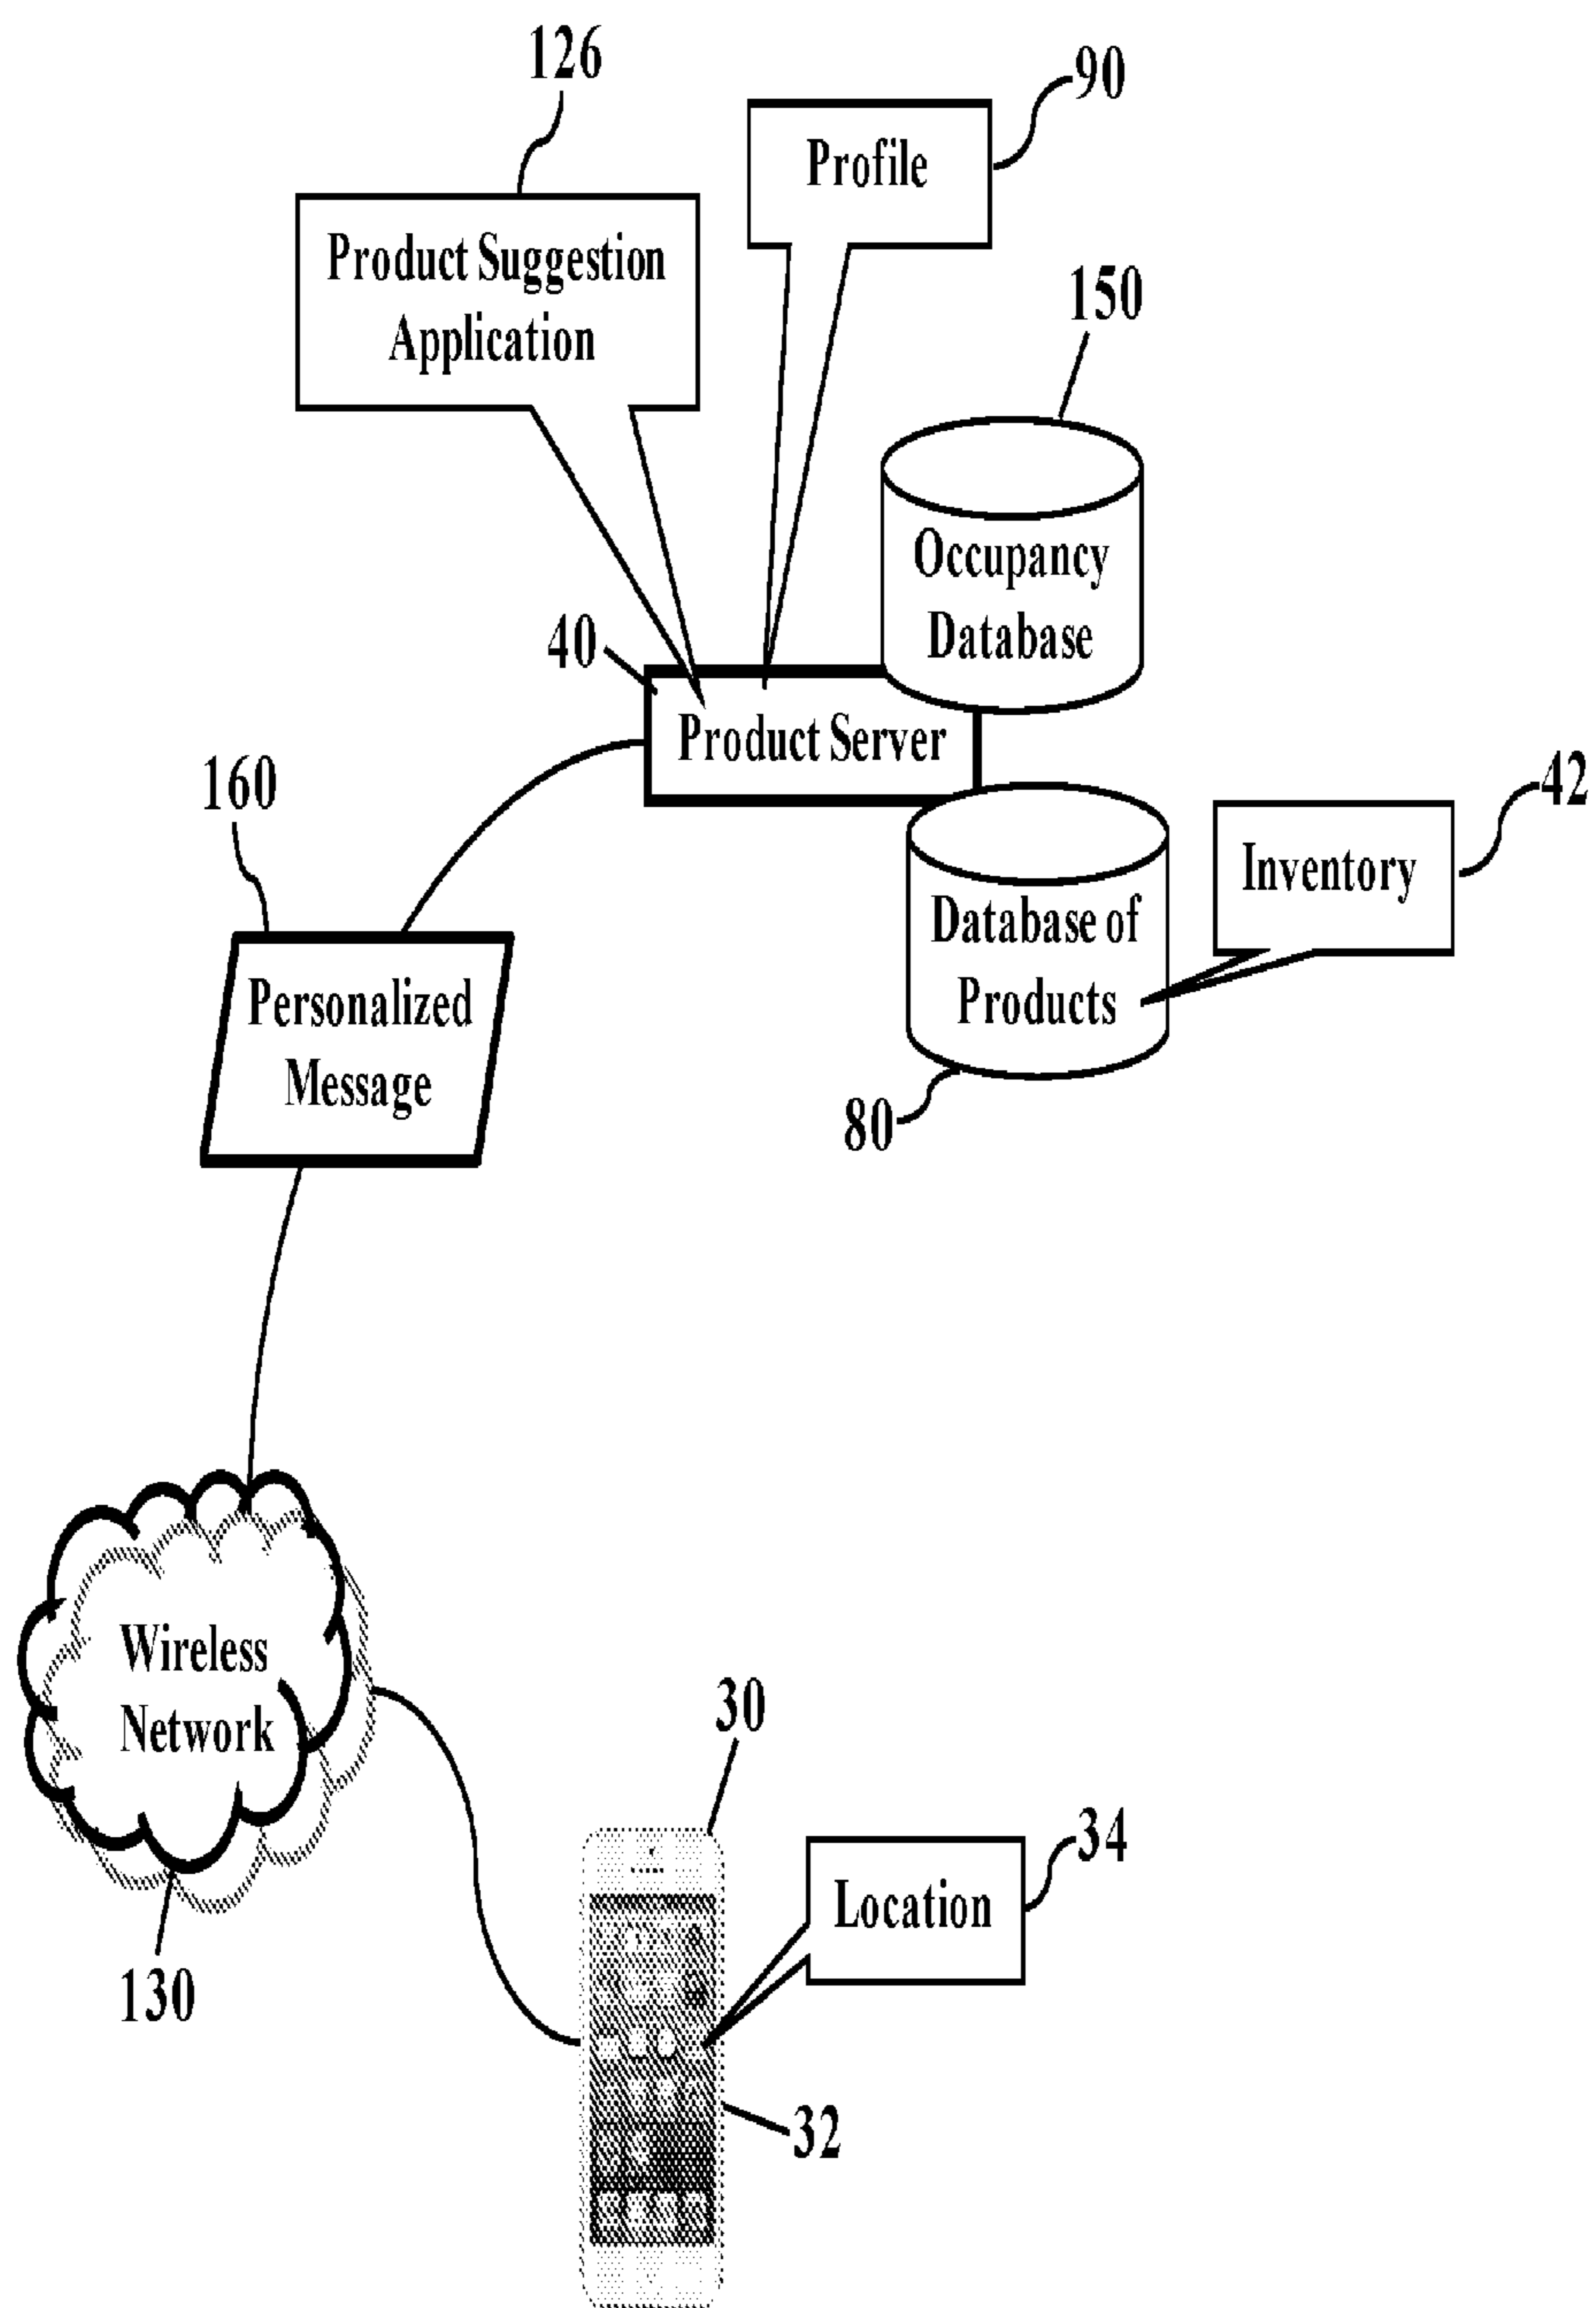 126
90
Profile
Product Suggestion
Application
150
Occupancy
Database
40
Product Server
160
42
Inventory
Database of
Products
Personalized
Message
80
Wireless
Network
30
34
Location
130
32